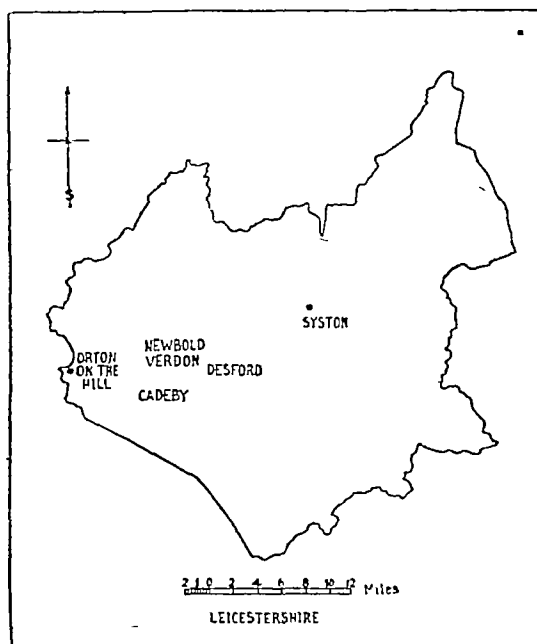 S
SYSTON
NEWBOLD
VERDON
DESFORD
ORTON
ON THE
HILL
CADEBY
2 1 0 2 4 6 8 10 12 Miles
LEICESTERSHIRE